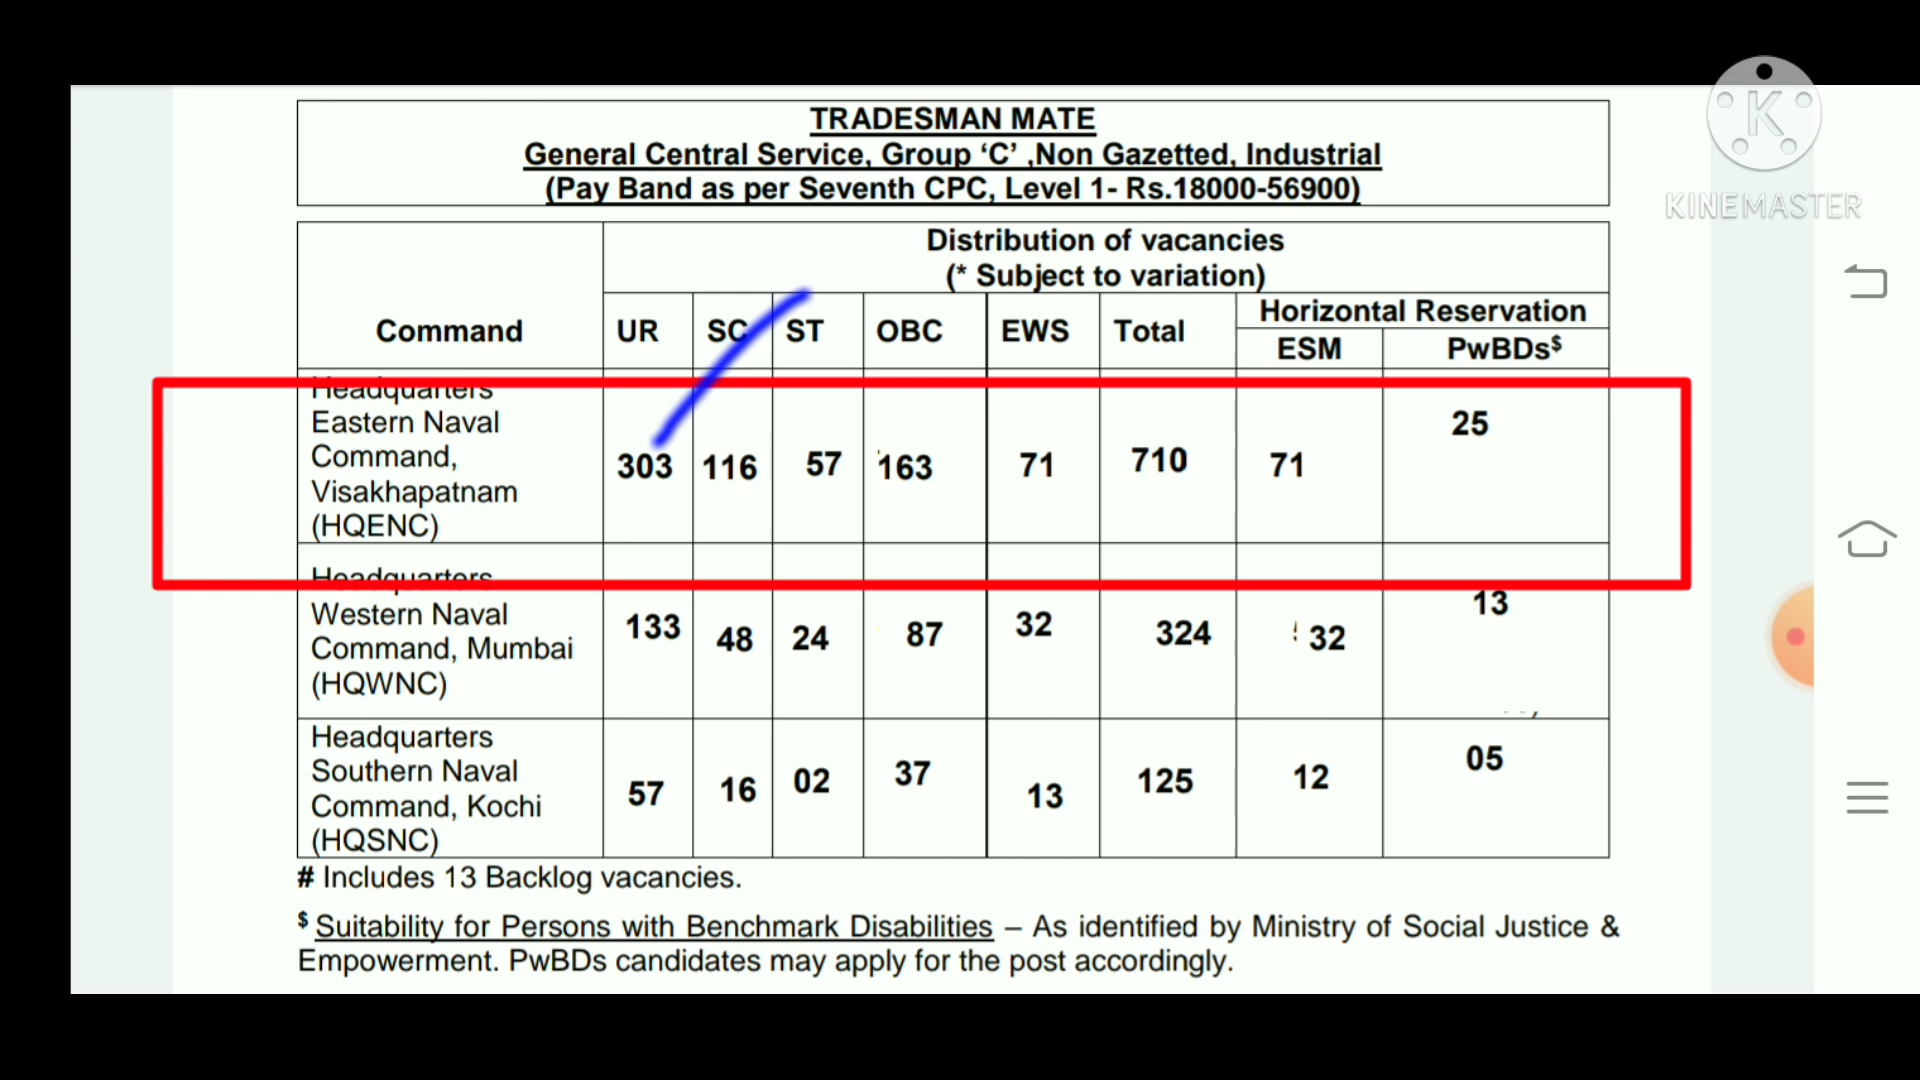 TRADESMAN MATE
General Central Service, Group ‘C’ ,Non Gazetted, Industrial
(Pay Band as per Seventh CPC, Level 1- Rs.18000-56900)
KINEMASTER
Distribution of vacancies
(* Subject to variation)
Command UR SC ST OBC EWS Total Horizontal Reservation
ESM PwBDs$
Headquarters
Eastern Naval
Command,
Visakhapatnam
(HQENC)
303 116 57 163 71 710 71 25
Headquarters
Western Naval
Command, Mumbai
(HQWNC)
133 48 24 87 32 324 32 13
Headquarters
Southern Naval
Command, Kochi
(HQSNC)
57 16 02 37 13 125 12 05
# Includes 13 Backlog vacancies.
$ Suitability for Persons with Benchmark Disabilities – As identified by Ministry of Social Justice &
Empowerment. PwBDs candidates may apply for the post accordingly.